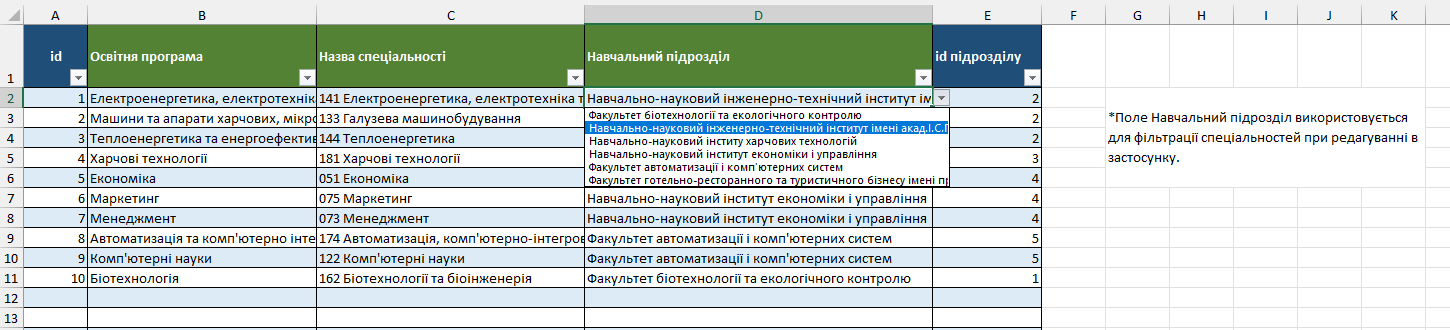 A B C D E F G H I J K
1 id Освітня програма Назва спеціальності Навчальний підрозділ id підрозділу
2 1 Електроенергетика, електротехніка 141 Електроенергетика, електротехніка т Навчально-науковий інженерно-технічний інститут ім 2
3 2 Машини та апарати харчових, мікро 133 Галузева машинобудування Факультет біотехнології та екологічного контролю 2
Навчально-науковий інженерно-технічний інститут імені акад.І.С.Г
4 3 Теплоенергетика та енергоефектив 144 Теплоенергетика Навчально-науковий інститу харчових технологій 2
5 4 Харчові технології 181 Харчові технології Навчально-науковий інститут економіки і управління 3
Факультет автоматизації і комп'ютерних систем
6 5 Економіка 051 Економіка Факультет готельно-ресторанного та туристичного бізнесу імені пр 4
7 6 Маркетинг 075 Маркетинг Навчально-науковий інститут економіки і управління 4
8 7 Менеджмент 073 Менеджмент Навчально-науковий інститут економіки і управління 4
9 8 Автоматизація та комп'ютерно інте 174 Автоматизація, комп'ютерно-інтегров Факультет автоматизації і комп'ютерних систем 5
10 9 Комп'ютерні науки 122 Комп'ютерні науки Факультет автоматизації і комп'ютерних систем 5
11 10 Біотехнологія 162 Біотехнології та біоінженерія Факультет біотехнології та екологічного контролю 1
12
13
*Поле Навчальний підрозділ використовується
для фільтрації спеціальностей при редагуванні в
застосунку.